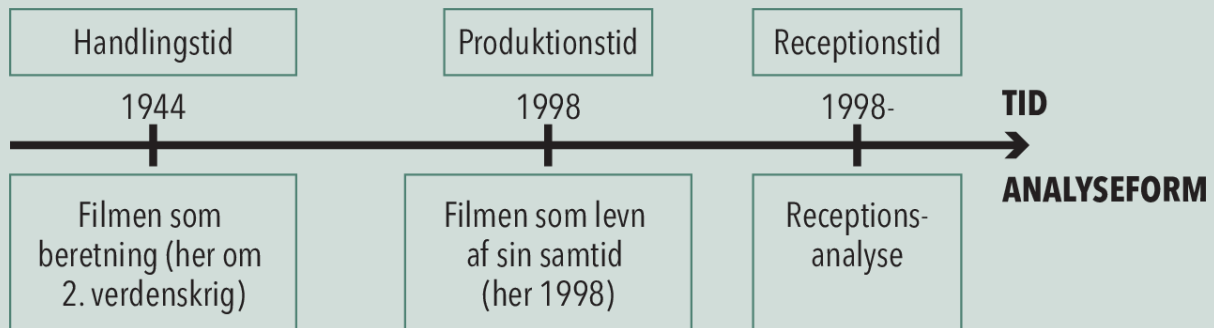 Handlingstid
Produktionstid
Receptionstid
1944
1998
1998-
TID
ANALYSEFORM
Filmen som
beretning (her om
2. verdenskrig)
Filmen som levn
af sin samtid
(her 1998)
Receptions-
analyse